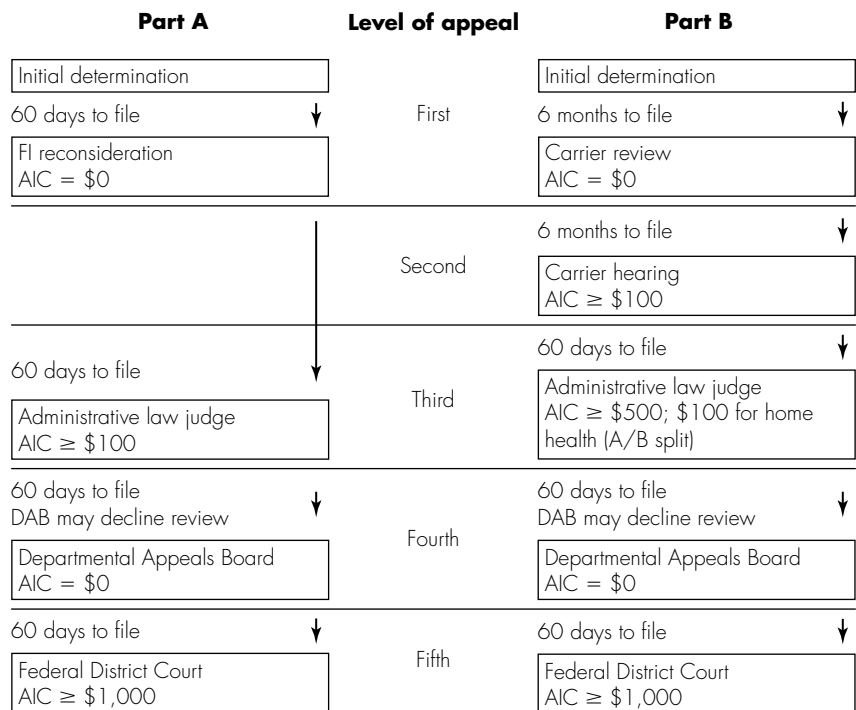 Part A Level of appeal Part B
Initial determination
Initial determination
60 days to file
First
6 months to file
FI reconsideration
AIC = $0
Carrier review
AIC = $0
6 months to file
Second
Carrier hearing
AIC ≥ $100
60 days to file
60 days to file
Third
Administrative law judge
AIC ≥ $100
Administrative law judge
AIC ≥ $500; $100 for home
health (A/B split)
60 days to file
DAB may decline review
Fourth
60 days to file
DAB may decline review
Departmental Appeals Board
AIC = $0
Departmental Appeals Board
AIC = $0
60 days to file
Fifth
60 days to file
Federal District Court
AIC ≥ $1,000
Federal District Court
AIC ≥ $1,000